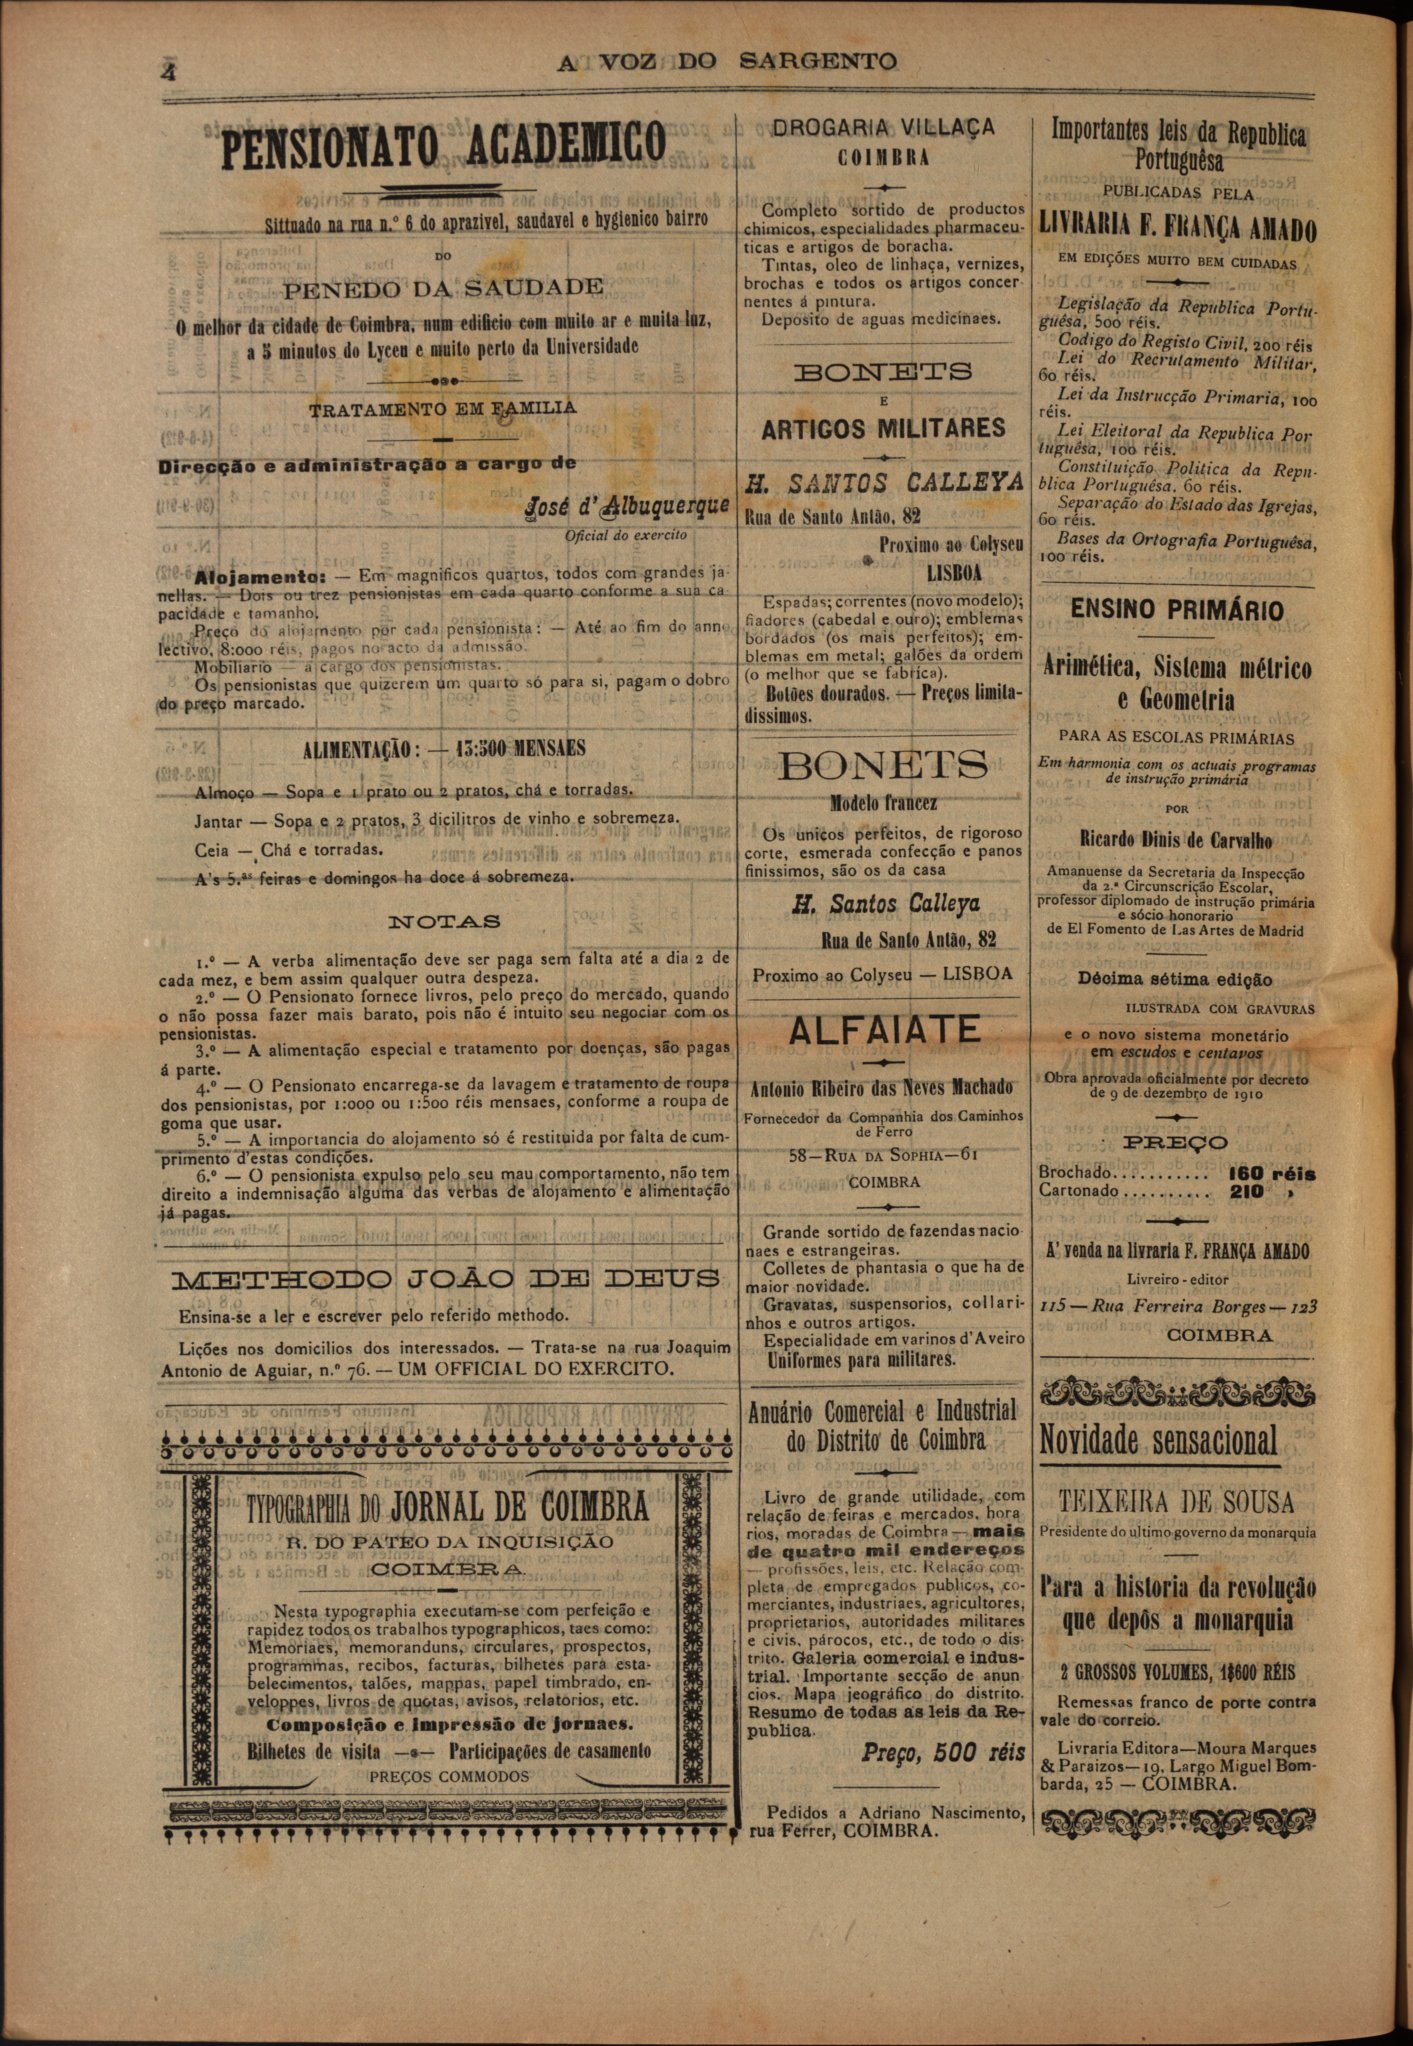 4
A VOZ DO SARGENTO
PENSIONATO ACADEMICO
Sittuado na rua n.º 6 do aprazivel, saudavel e hygienico bairro
DO
PENEDO DA SAUDADE
O melhor da cidade de Coimbra, num edificio com muito ar e muita luz,
a 5 minutos do Lyceu e muito perto da Universidade
TRATAMENTO EM FAMILIA
Direcção e administração a cargo de
José d'Albuquerque
Oficial do exercito
Alojamento: — Em magnificos quartos, todos com grandes ja-
nellas. — Dois ou trez pensionistas em cada quarto conforme a sua ca
pacidade e tamanho.
Preço do alojamento por cada pensionista: — Até ao fim do anno
lectivo, 8:000 réis, pagos no acto da admissão.
Mobiliario — a cargo dos pensionistas.
Os pensionistas que quizerem um quarto só para si, pagam o dobro
do preço marcado.
ALIMENTAÇÃO: — 13:500 MENSAES
Almoço — Sopa e 1 prato ou 2 pratos, chá e torradas.
Jantar — Sopa e 2 pratos, 3 dicilitros de vinho e sobremeza.
Ceia — Chá e torradas.
A's 5.as feiras e domingos ha doce á sobremeza.
NOTAS
1.º — A verba alimentação deve ser paga sem falta até a dia 2 de
cada mez, e bem assim qualquer outra despeza.
2.º — O Pensionato fornece livros, pelo preço do mercado, quando
o não possa fazer mais barato, pois não é intuito seu negociar com os
pensionistas.
3.º — A alimentação especial e tratamento por doenças, são pagas
á parte.
4.º — O Pensionato encarrega-se da lavagem e tratamento de roupa
dos pensionistas, por 1:000 ou 1:500 réis mensaes, conforme a roupa de
goma que usar.
5.º — A importancia do alojamento só é restituida por falta de cum-
primento d'estas condições.
6.º — O pensionista expulso pelo seu mau comportamento, não tem
direito a indemnisação alguma das verbas de alojamento e alimentação
já pagas.
METHODO JOÃO DE DEUS
Ensina-se a ler e escrever pelo referido methodo.
Lições nos domicilios dos interessados. — Trata-se na rua Joaquim
Antonio de Aguiar, n.º 76. — UM OFFICIAL DO EXERCITO.
TYPOGRAPHIA DO JORNAL DE COIMBRA
R. DO PATEO DA INQUISIÇÃO
COIMBRA
Nesta typographia executam-se com perfeição e
rapidez todos os trabalhos typographicos, taes como:
Memoriaes, memoranduns, circulares, prospectos,
programmas, recibos, facturas, bilhetes para esta-
belecimentos, talões, mappas, papel timbrado, en-
veloppes, livros de quotas, avisos, relatorios, etc.
Composição e impressão de jornaes.
Bilhetes de visita — Participações de casamento
PREÇOS COMMODOS
DROGARIA VILLAÇA
COIMBRA
Completo sortido de productos
chimicos, especialidades pharmaceu-
ticas e artigos de boracha.
Tintas, oleo de linhaça, vernizes,
brochas e todos os artigos concer-
nentes á pintura.
Deposito de aguas medicinaes.
BONETS
E
ARTIGOS MILITARES
H. SANTOS CALLEYA
Rua de Santo Antão, 82
Proximo ao Colyseu
LISBOA
Espadas; correntes (novo modelo);
fiadores (cabedal e ouro); emblemas
bordados (os mais perfeitos); em-
blemas em metal; galões da ordem
(o melhor que se fabrica).
Botões dourados. — Preços limita-
dissimos.
BONETS
Modelo francez
Os unicos perfeitos, de rigoroso
corte, esmerada confecção e panos
finissimos, são os da casa
H. Santos Calleya
Rua de Santo Antão, 82
Proximo ao Colyseu — LISBOA
ALFAIATE
Antonio Ribeiro das Neves Machado
Fornecedor da Companhia dos Caminhos
de Ferro
58—RUA DA SOPHIA—61
COIMBRA
Grande sortido de fazendas nacio-
naes e estrangeiras.
Colletes de phantasia o que ha de
maior novidade.
Gravatas, suspensorios, collari-
nhos e outros artigos.
Especialidade em varinos d'Aveiro
Uniformes para militares.
Anuário Comercial e Industrial
do Distrito de Coimbra
Livro de grande utilidade, com
relação de feiras e mercados, hora
rios, moradas de Coimbra — mais
de quatro mil endereços
— profissões, leis, etc. Relação com-
pleta de empregados publicos, co-
merciantes, industriaes, agricultores,
proprietarios, autoridades militares
e civis, párocos, etc., de todo o dis-
trito. Galeria comercial e indus-
trial. Importante secção de anun
cios. Mapa jeográfico do distrito.
Resumo de todas as leis da Re-
publica.
Preço, 500 réis
Pedidos a Adriano Nascimento,
rua Ferrer, COIMBRA.
Importantes leis da Republica
Portuguêsa
PUBLICADAS PELA
LIVRARIA F. FRANÇA AMADO
EM EDIÇÕES MUITO BEM CUIDADAS
Legislação da Republica Portu-
guêsa, 500 réis.
Codigo do Registo Civil, 200 réis
Lei do Recrutamento Militar,
60 réis.
Lei da Instrucção Primaria, 100
réis.
Lei Eleitoral da Republica Por
tuguêsa, 100 réis.
Constituição Politica da Repu-
blica Portuguêsa, 60 réis.
Separação do Estado das Igrejas,
60 réis.
Bases da Ortografia Portuguêsa,
100 réis.
ENSINO PRIMÁRIO
Arimética, Sistema métrico
e Geometria
PARA AS ESCOLAS PRIMÁRIAS
Em harmonia com os actuais programas
de instrução primária
POR
Ricardo Dinis de Carvalho
Amanuense da Secretaria da Inspecção
da 2.ª Circunscrição Escolar,
professor diplomado de instrução primária
e sócio honorario
de El Fomento de Las Artes de Madrid
Décima sétima edição
ILUSTRADA COM GRAVURAS
e o novo sistema monetário
em escudos e centavos
Obra aprovada oficialmente por decreto
de 9 de dezembro de 1910
PREÇO
Brochado........... 160 réis
Cartonado.......... 210 »
A' venda na livraria F. FRANÇA AMADO
Livreiro-editor
115 — Rua Ferreira Borges — 123
COIMBRA
Novidade sensacional
TEIXEIRA DE SOUSA
Presidente do ultimo governo da monarquia
Para a historia da revolução
que depôs a monarquia
2 GROSSOS VOLUMES, 1$600 RÉIS
Remessas franco de porte contra
vale do correio.
Livraria Editora—Moura Marques
& Paraizos—19, Largo Miguel Bom-
barda, 25 — COIMBRA.